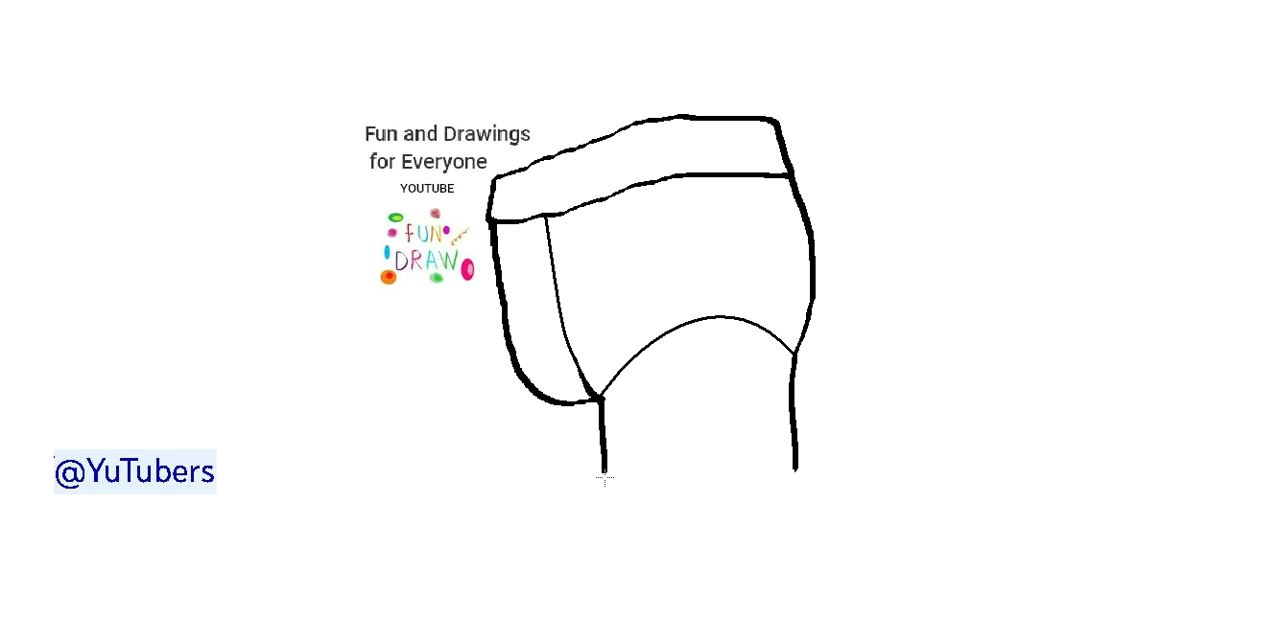 Fun and Drawings
for Everyone
YOUTUBE
FUN
DRAW
@YuTubers